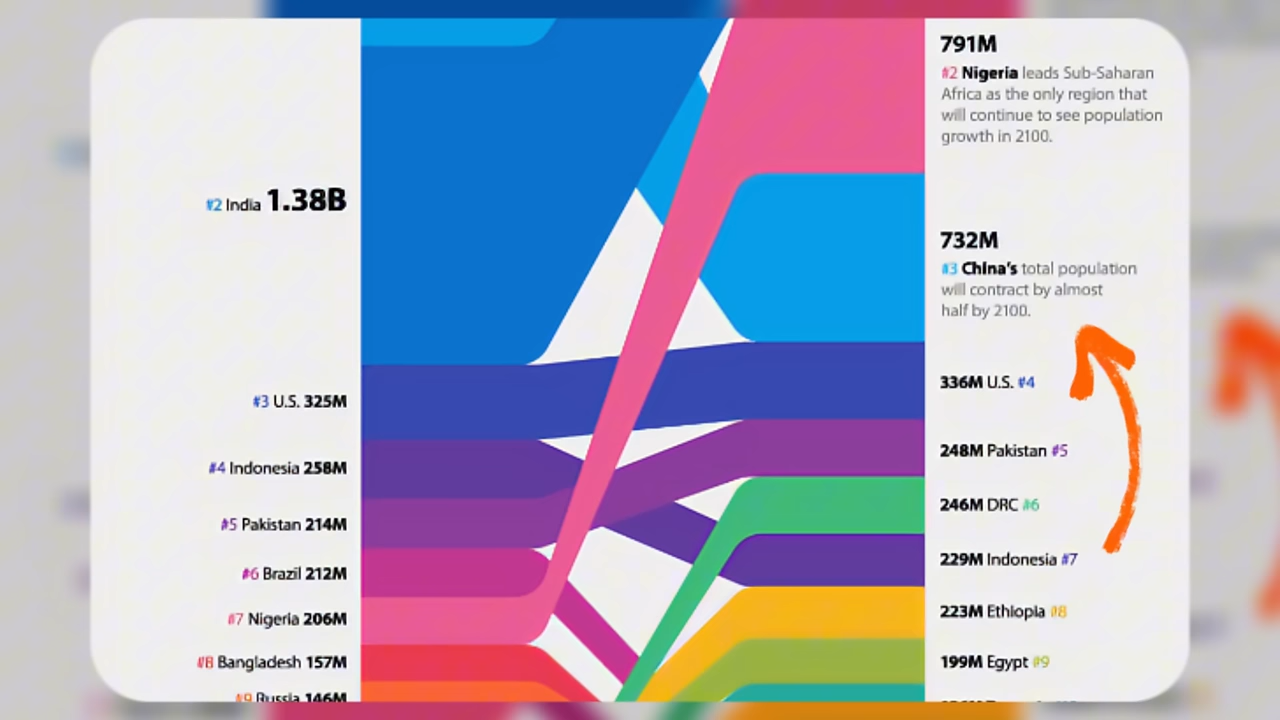 #2 India 1.38B
#3 U.S. 325M
#4 Indonesia 258M
#5 Pakistan 214M
#6 Brazil 212M
#7 Nigeria 206M
#8 Bangladesh 157M
#9 Russia 146M
791M
#2 Nigeria leads Sub-Saharan
Africa as the only region that
will continue to see population
growth in 2100.
732M
#3 China's total population
will contract by almost
half by 2100.
336M U.S. #4
248M Pakistan #5
246M DRC #6
229M Indonesia #7
223M Ethiopia #8
199M Egypt #9